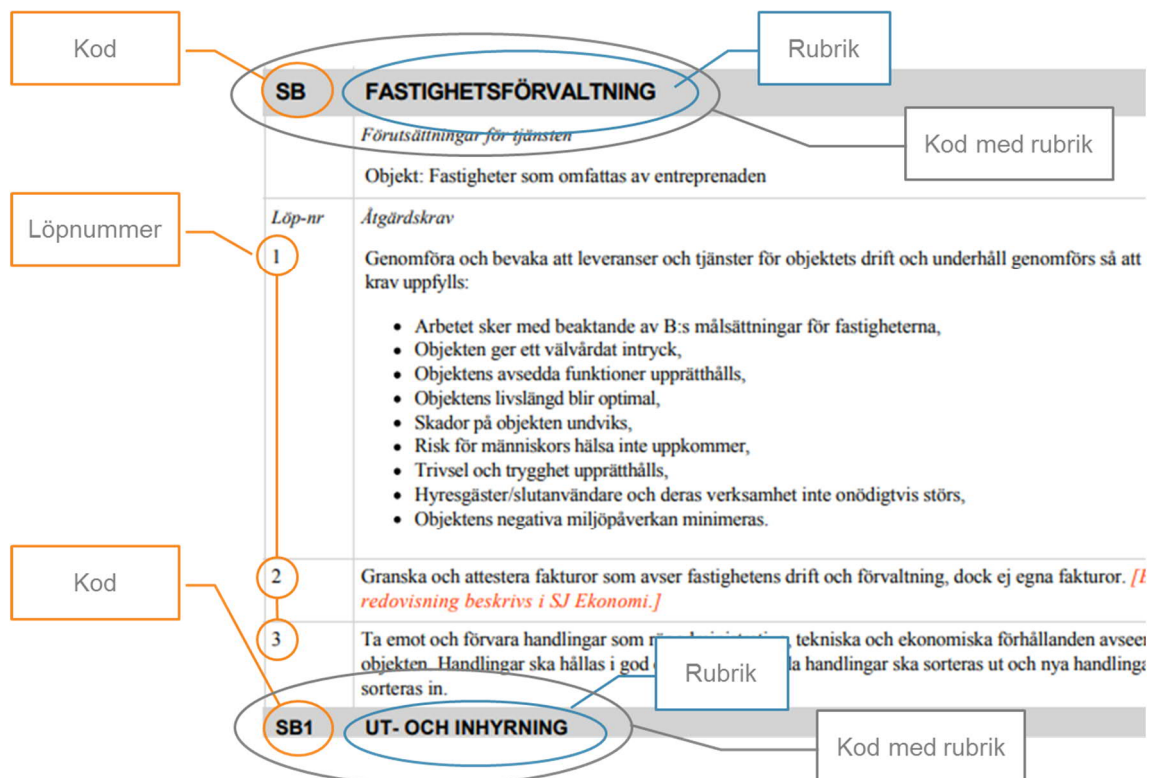 Kod
Rubrik
SB FASTIGHETSFÖRVALTNING
Förutsättningar för tjänsten
Kod med rubrik
Objekt: Fastigheter som omfattas av entreprenaden
Löp-nr Åtgärdskrav
Löpnummer
1 Genomföra och bevaka att leveranser och tjänster för objektets drift och underhåll genomförs så att
krav uppfylls:
• Arbetet sker med beaktande av B:s målsättningar för fastigheterna,
• Objekten ger ett välvårdat intryck,
• Objektens avsedda funktioner upprätthålls,
• Objektens livslängd blir optimal,
• Skador på objekten undviks,
• Risk för människors hälsa inte uppkommer,
• Trivsel och trygghet upprätthålls,
• Hyresgäster/slutanvändare och deras verksamhet inte onödigtvis störs,
• Objektens negativa miljöpåverkan minimeras.
Kod
2 Granska och attestera fakturor som avser fastighetens drift och förvaltning, dock ej egna fakturor.
redovisning beskrivs i SJ Ekonomi.]
3 Ta emot och förvara handlingar som tekniska och ekonomiska förhållanden
objekten. Handlingar ska hållas i god handlingar ska sorteras ut och nya
sorteras in.
Rubrik
SB1 UT- OCH INHYRNING
Kod med rubrik